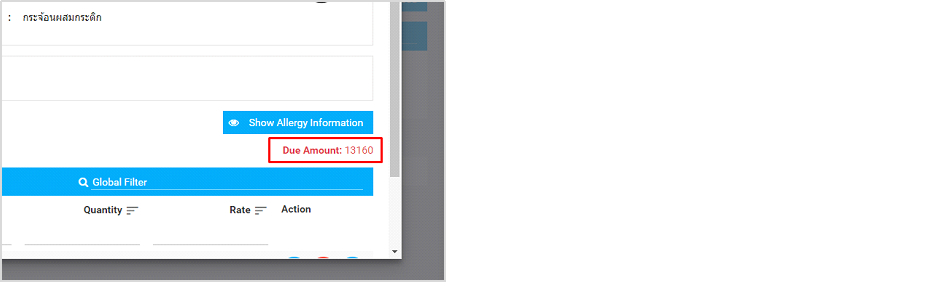 : กระจ้อนผสมกระติก
Show Allergy Information
Due Amount: 13160
Global Filter
Quantity Rate Action